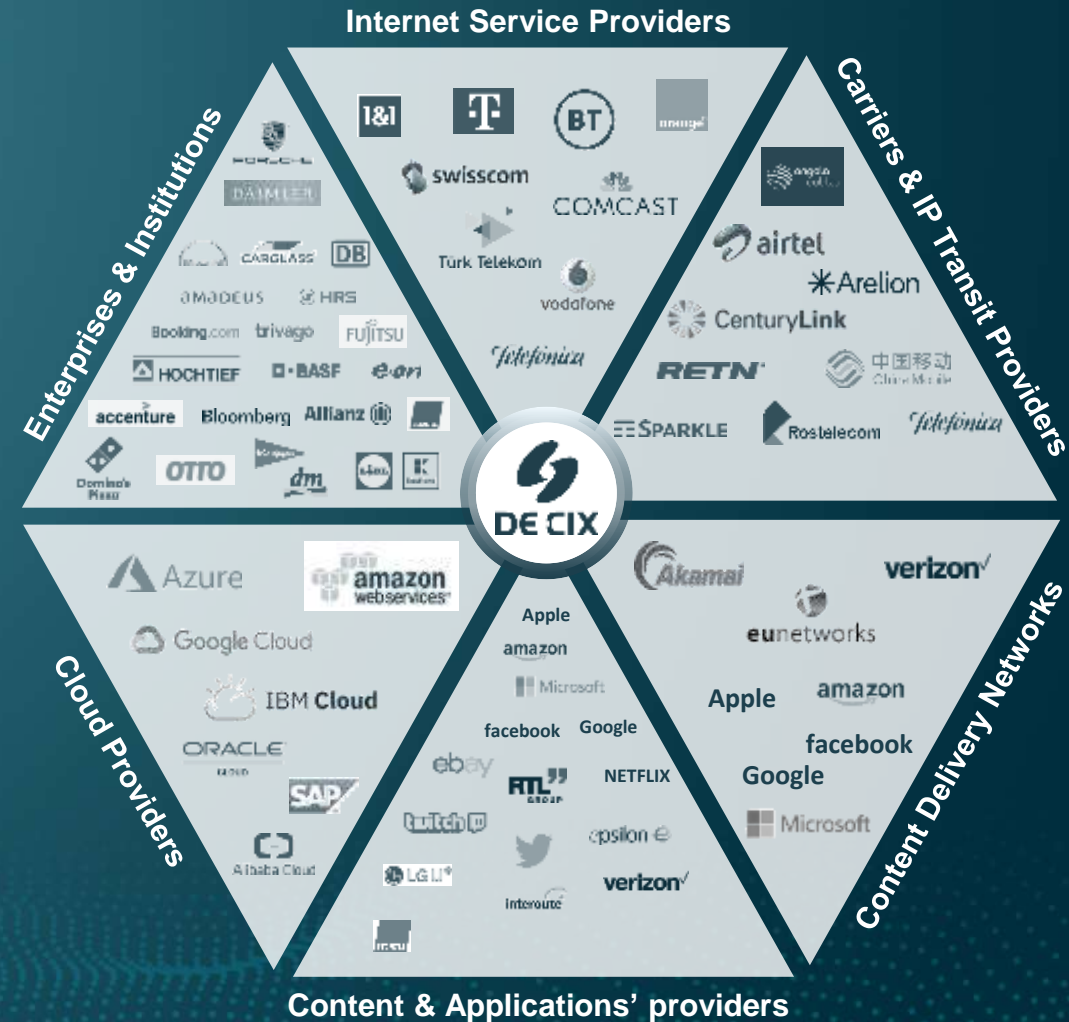 Internet Service Providers
1&1
T
BT
orange
swisscom
COMCAST
Türk Telekom
vodafone
Telefónica
Carriers & IP Transit Providers
angola
airtel
Arelion
CenturyLink
RETN
中国移动
China Mobile
SPARKLE
Rostelecom
Telefónica
Enterprises & Institutions
PORSCHE
DAIMLER
CARGLASS
DB
amadeus
HRS
Booking.com
trivago
FUJITSU
HOCHTIEF
BASF
e·on
accenture
Bloomberg
Allianz
Domino's
Pizza
OTTO
dm
K
DE CIX
Cloud Providers
Azure
amazon
webservices
Google Cloud
IBM Cloud
ORACLE
CLOUD
SAP
Alibaba Cloud
Content & Applications' providers
Apple
amazon
Microsoft
facebook
Google
ebay
RTL
GROUP
NETFLIX
twitch
epsilon e
LG U+
verizon
interoute
Content Delivery Networks
Akamai
verizon
eunetworks
Apple
amazon
facebook
Google
Microsoft